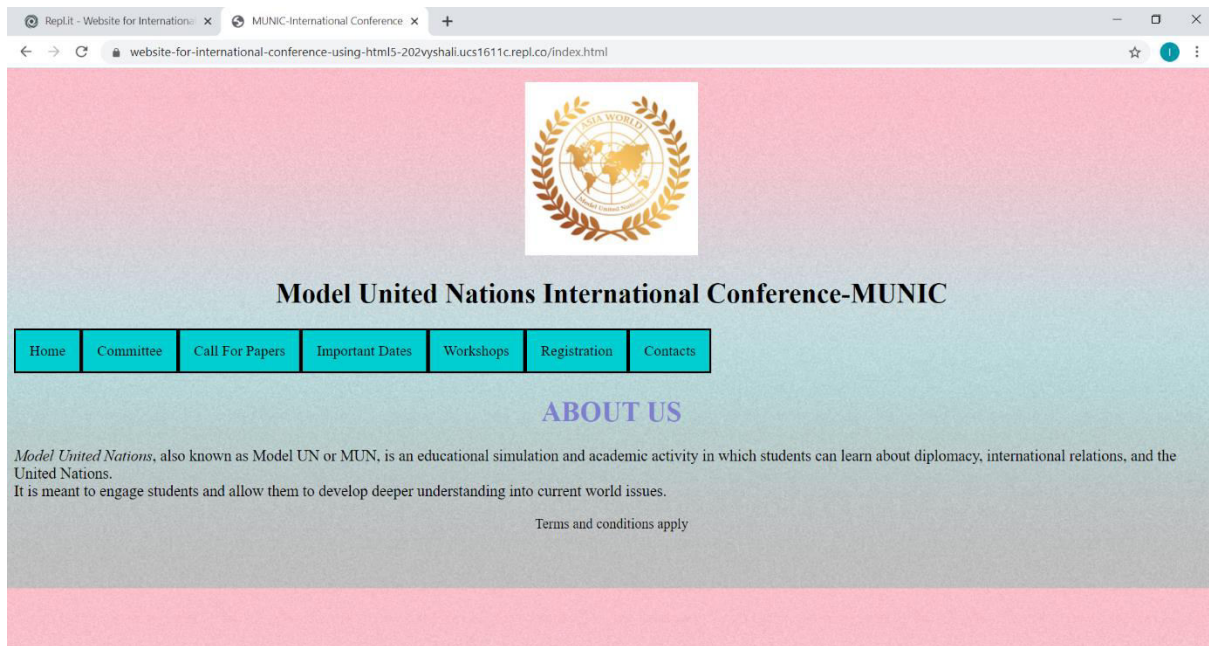 Repl.it - Website for Internation
MUNIC-International Conference
website-for-international-conference-using-html5-202vyshali.ucs1611c.repl.co/index.html
I
ASIA WORLD
Model United Nations
Model United Nations International Conference-MUNIC
Home Committee Call For Papers Important Dates Workshops Registration Contacts
ABOUT US
Model United Nations, also known as Model UN or MUN, is an educational simulation and academic activity in which students can learn about diplomacy, international relations, and the
United Nations.
It is meant to engage students and allow them to develop deeper understanding into current world issues.
Terms and conditions apply